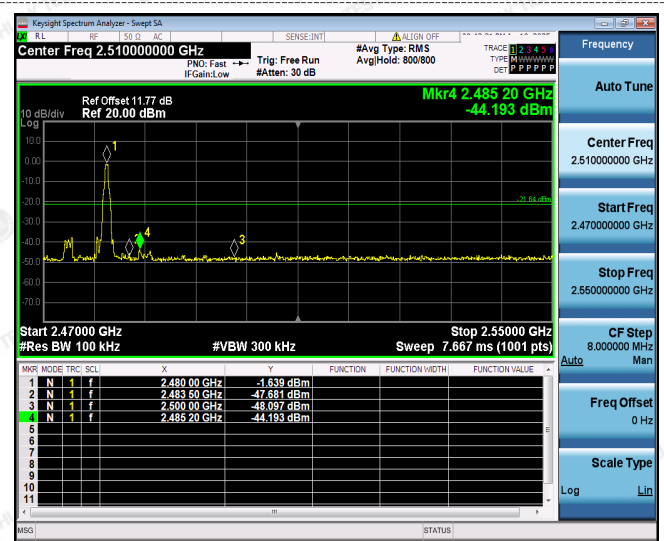 Keysight Spectrum Analyzer - Swept SA
RL RF 50 Ω AC SENSE:INT ALIGN OFF
Center Freq 2.510000000 GHz
PNO: Fast
IFGain:Low
Trig: Free Run
#Atten: 30 dB
#Avg Type: RMS
Avg|Hold: 800/800
TRACE 1 2 3 4 5 6
TYPE M WWWWW
DET P P P P P P
Ref Offset 11.77 dB
10 dB/div Ref 20.00 dBm
Log
Mkr4 2.485 20 GHz
-44.193 dBm
10.0
0.00
-10.0
-20.0
-30.0
-40.0
-50.0
-60.0
-70.0
1
4
3
-21.64 dBm
Start 2.47000 GHz Stop 2.55000 GHz
#Res BW 100 kHz #VBW 300 kHz Sweep 7.667 ms (1001 pts)
MKR MODE TRC SCL X Y FUNCTION FUNCTION WIDTH FUNCTION VALUE
1 N 1 f 2.480 00 GHz -1.639 dBm
2 N 1 f 2.483 50 GHz -47.681 dBm
3 N 1 f 2.500 00 GHz -48.097 dBm
4 N 1 f 2.485 20 GHz -44.193 dBm
5
6
7
8
9
10
11
MSG STATUS
Frequency
Auto Tune
Center Freq
2.510000000 GHz
Start Freq
2.470000000 GHz
Stop Freq
2.550000000 GHz
CF Step
8.000000 MHz
Auto Man
Freq Offset
0 Hz
Scale Type
Log Lin